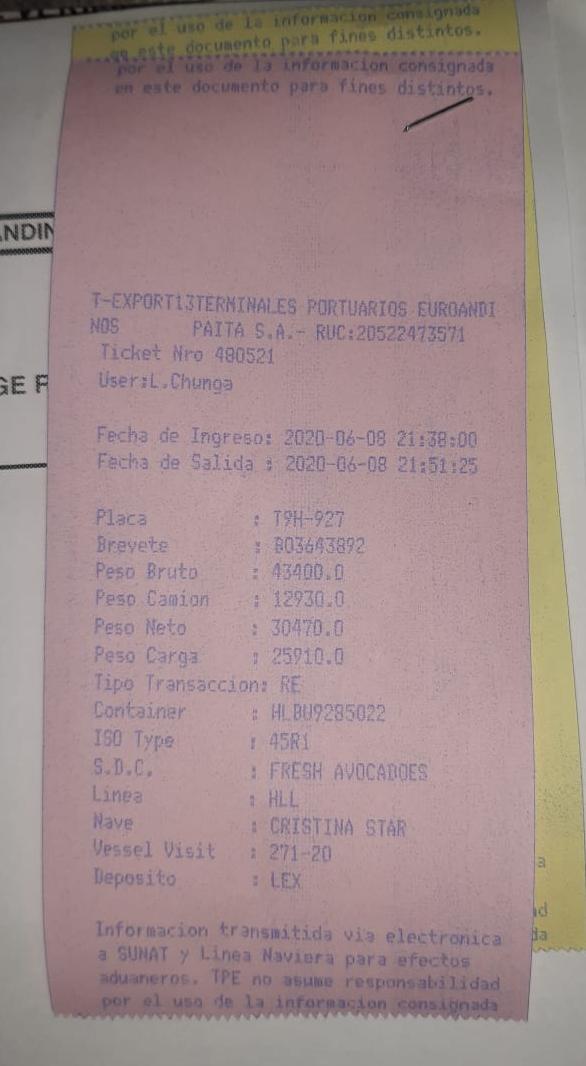 por el uso de la informacion consignada
en este documento para fines distintos.
por el uso de la informacion consignada
en este documento para fines distintos.
ANDIN
GE F
T-EXPORT13TERMINALES PORTUARIOS EUROANDI
NOS PAITA S.A.- RUC:20522473571
Ticket Nro 480521
User:L.Chunga
Fecha de Ingreso: 2020-06-08 21:38:00
Fecha de Salida : 2020-06-08 21:51:25
Placa : T9H-927
Brevete : B03643892
Peso Bruto : 43400.0
Peso Camion : 12930.0
Peso Neto : 30470.0
Peso Carga : 25910.0
Tipo Transaccion: RE
Container : HLBU9285022
ISO Type : 45R1
S.D.C. : FRESH AVOCADOES
Linea : HLL
Nave : CRISTINA STAR
Vessel Visit : 271-20
Deposito : LEX
Informacion transmitida via electronica
a SUNAT y Linea Naviera para efectos
aduaneros. TPE no asume responsabilidad
por el uso de la informacion consignada
a
ad
da